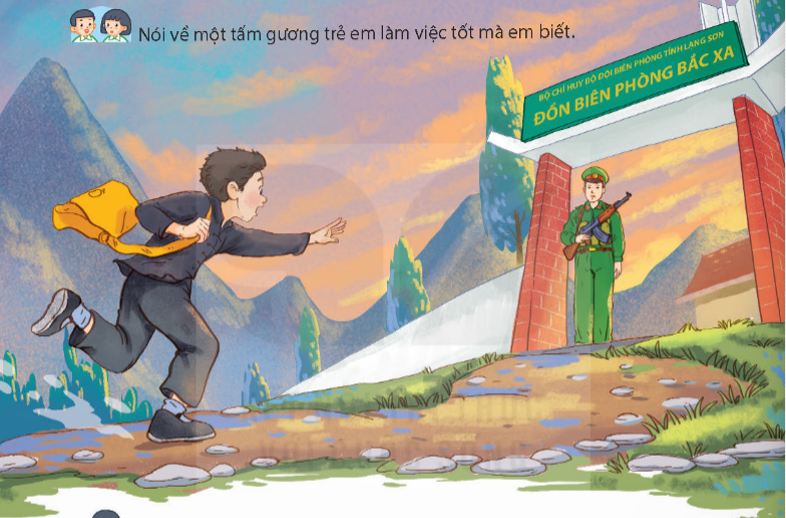 Nói về một tấm gương trẻ em làm việc tốt mà em biết.
BỘ CHỈ HUY BỘ ĐỘI BIÊN PHÒNG TỈNH LẠNG SƠN
ĐỒN BIÊN PHÒNG BẮC XA